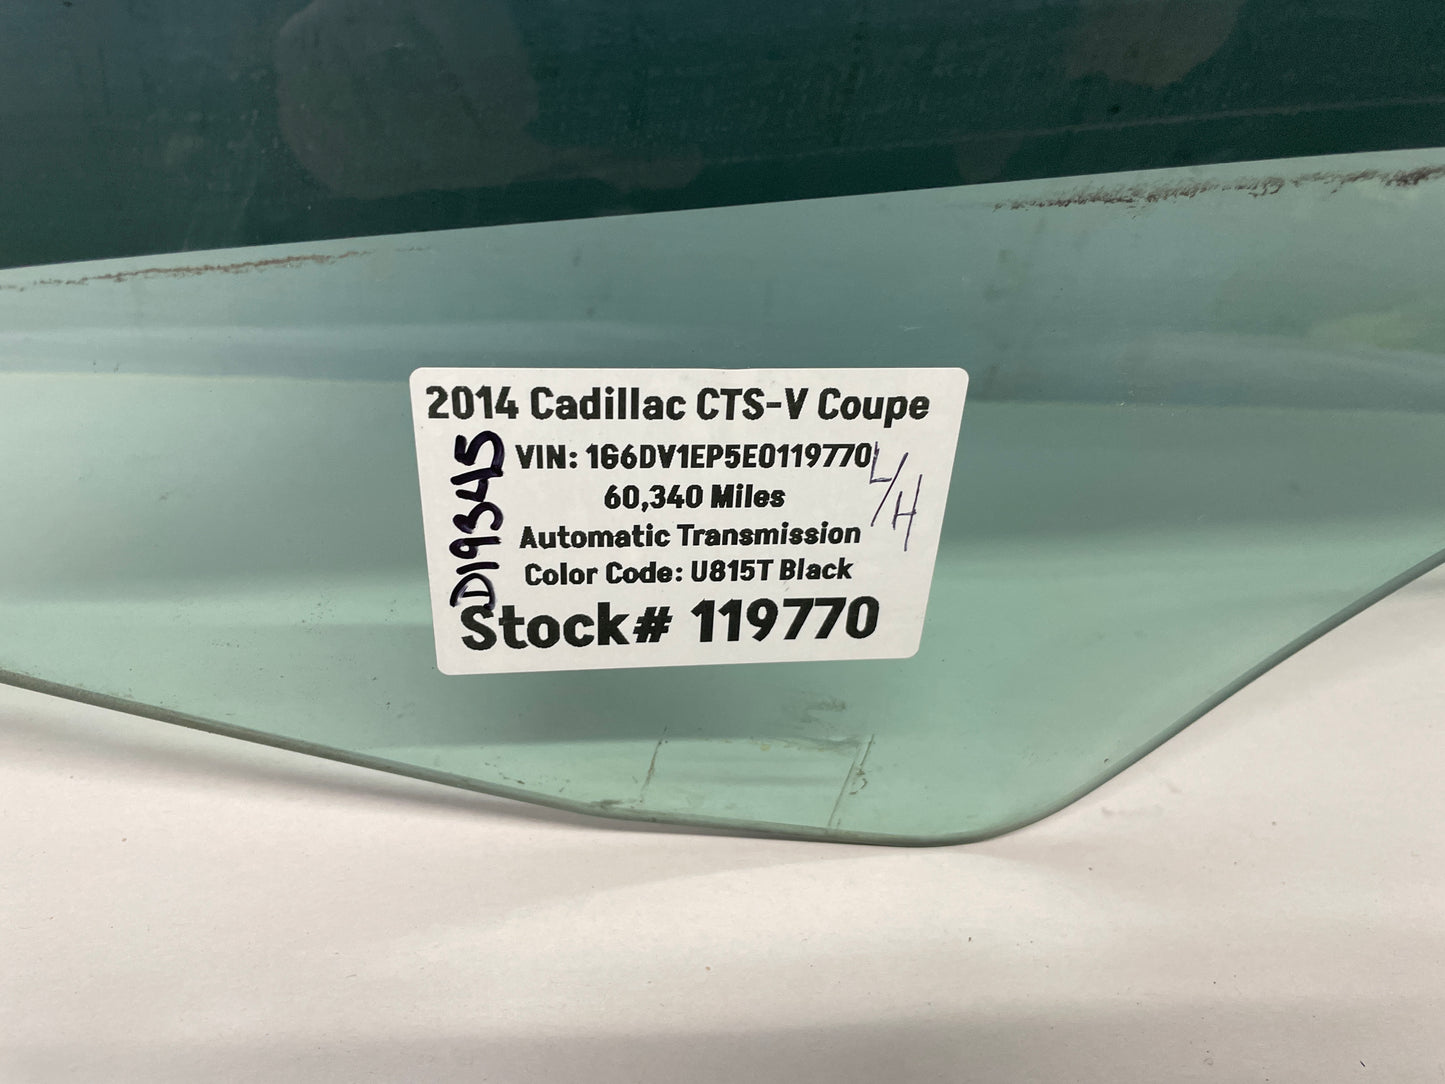 2014 Cadillac CTS-V Coupe
VIN: 1G6DV1EP5E0119770
L/H
60,340 Miles
Automatic Transmission
Color Code: U815T Black
Stock# 119770
D19345